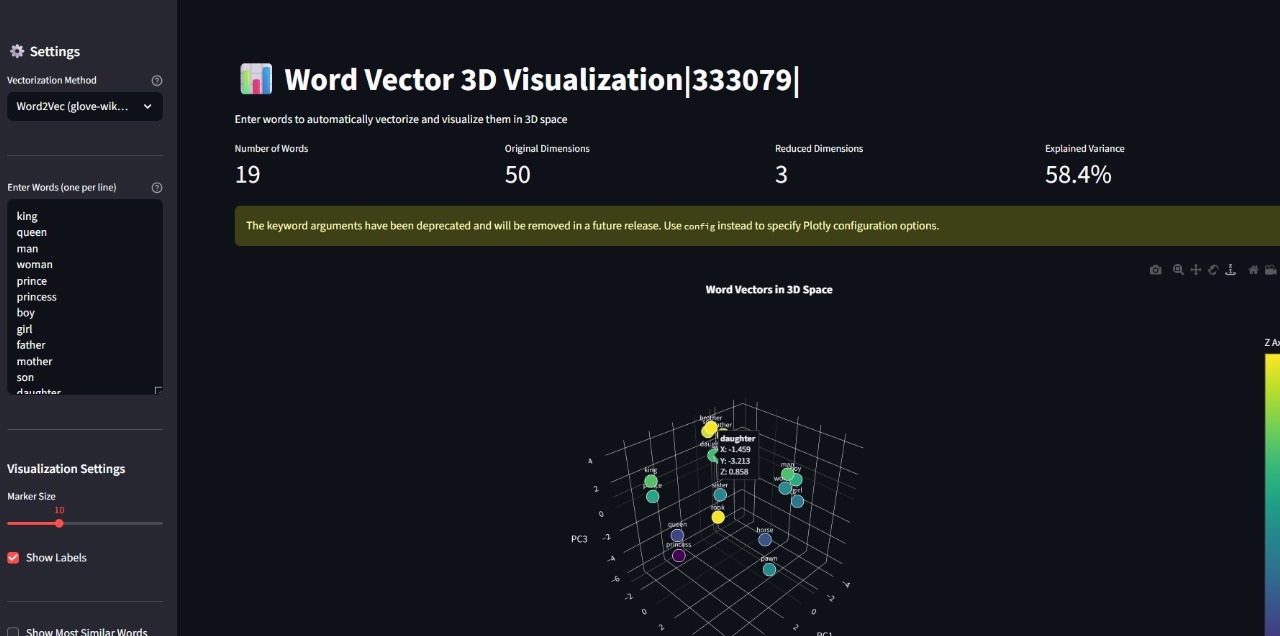 Settings
Vectorization Method
Word2Vec (glove-wik...
Enter Words (one per line)
king
queen
man
woman
prince
princess
boy
girl
father
mother
son
daughter
Visualization Settings
Marker Size
10
Show Labels
Show Most Similar Words
Word Vector 3D Visualization|333079|
Enter words to automatically vectorize and visualize them in 3D space
Number of Words
19
Original Dimensions
50
Reduced Dimensions
3
Explained Variance
58.4%
The keyword arguments have been deprecated and will be removed in a future release. Use config instead to specify Plotly configuration options.
Word Vectors in 3D Space
Z Ax
brother
daughter
X: -1.459
Y: -3.213
Z: 0.858
king
man
sister
girl
rook
queen
princess
horse
pawn
4
2
0
-2
-4
-6
PC3
-2
0
2
-4
-2
0
2
PC1